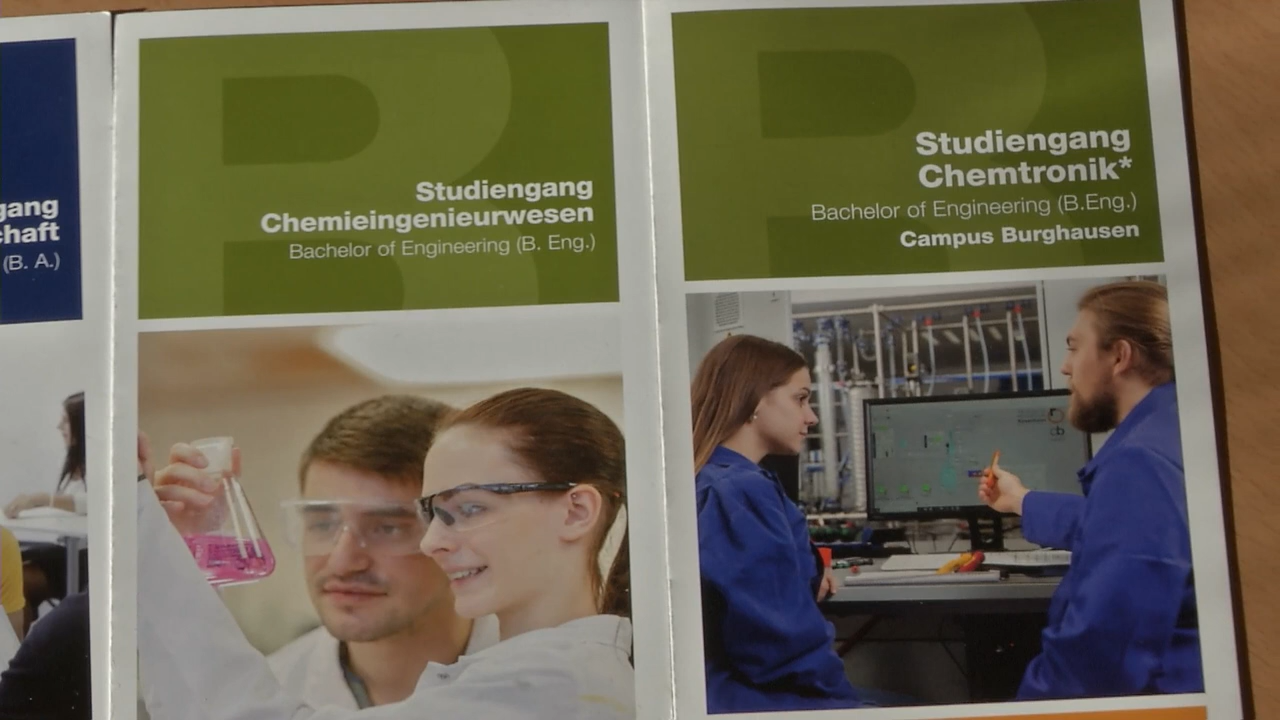 gang
chaft
(B. A.)
Studiengang
Chemieingenieurwesen
Bachelor of Engineering (B. Eng.)
Studiengang
Chemtronik*
Bachelor of Engineering (B.Eng.)
Campus Burghausen